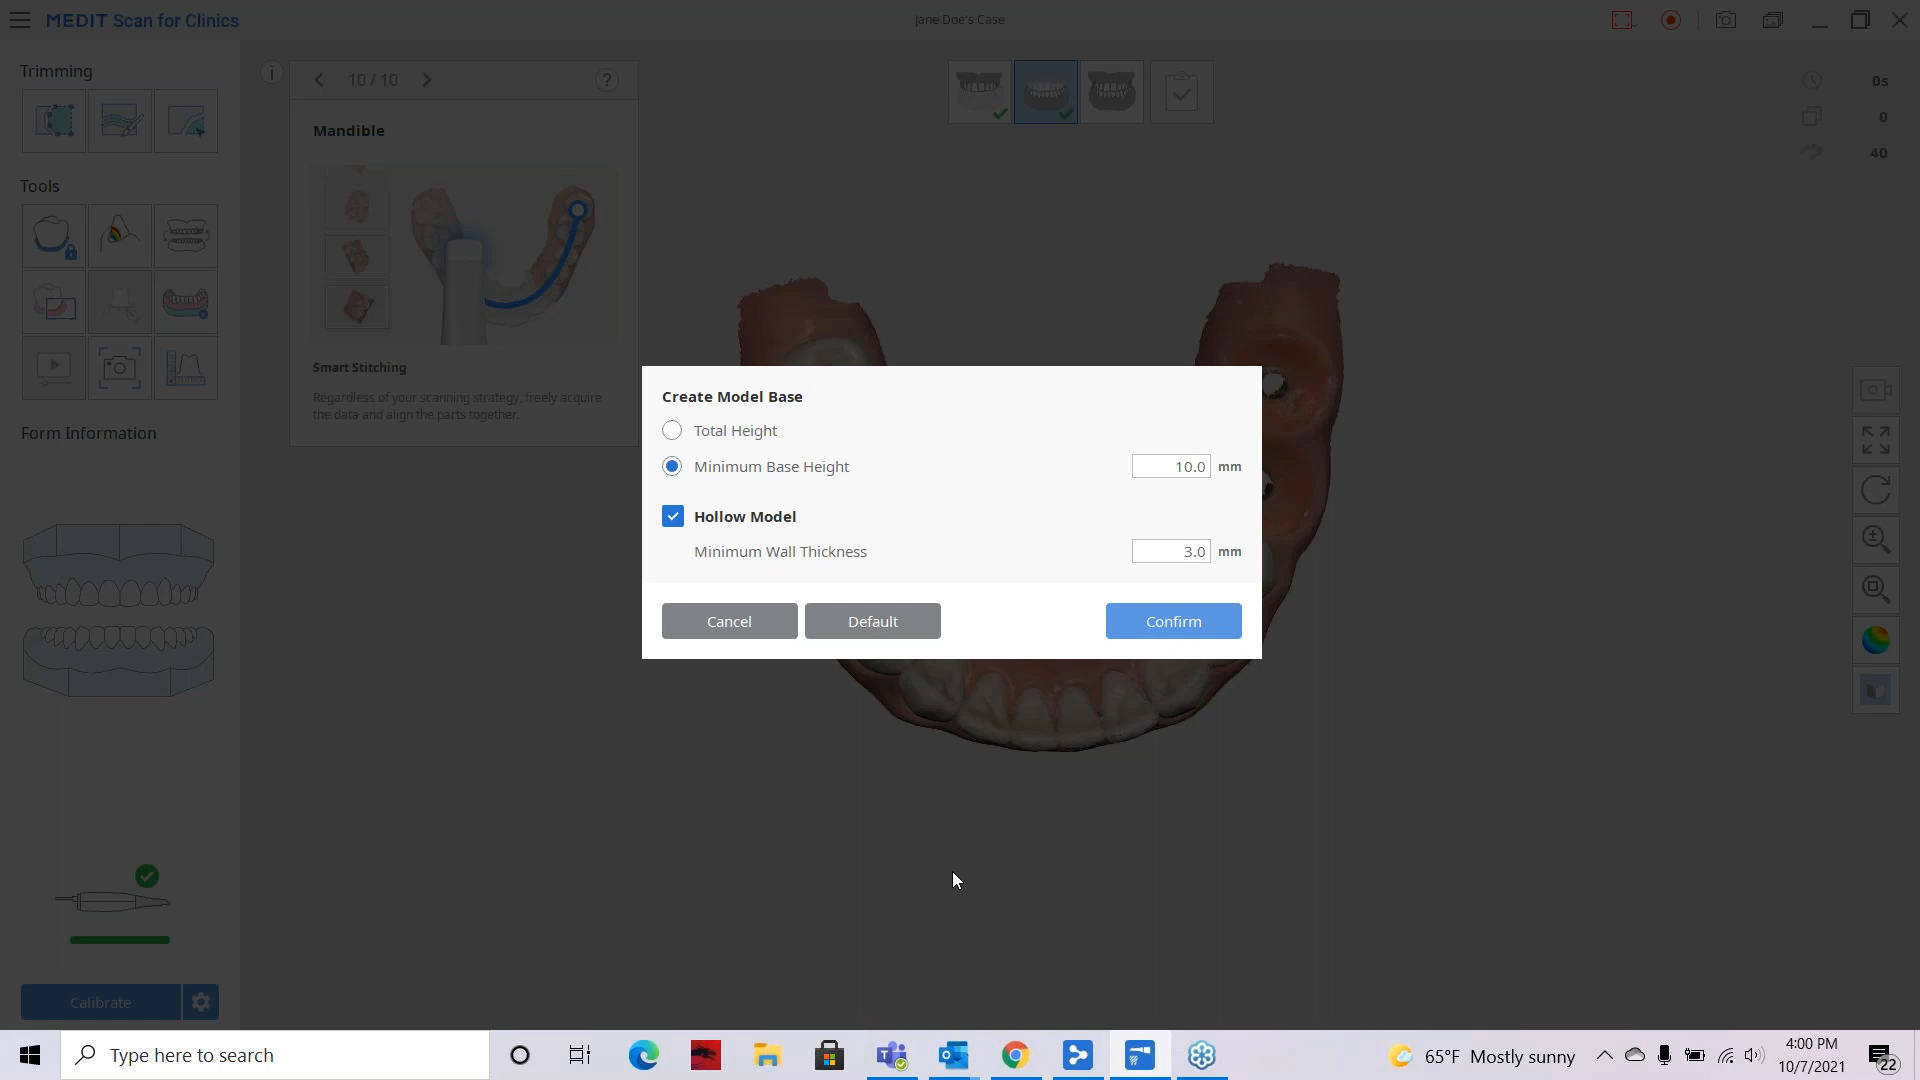 MEDIT Scan for Clinics
Jane Doe's Case
Trimming
Tools
Form Information
Calibrate
i
10 / 10
?
Mandible
Smart Stitching
Regardless of your scanning strategy, freely acquire
the data and align the parts together.
0s
0
40
Create Model Base
Total Height
Minimum Base Height 10.0 mm
Hollow Model
Minimum Wall Thickness 3.0 mm
Cancel Default Confirm
Type here to search
65°F Mostly sunny
4:00 PM
10/7/2021
22